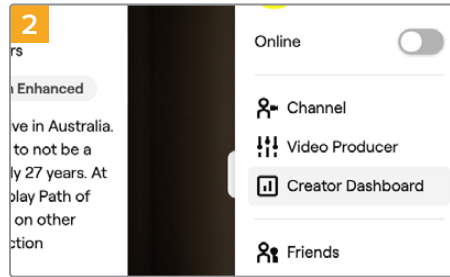 2
rs
Enhanced
ve in Australia.
to not be a
ly 27 years. At
play Path of
on other
ction
Online
Channel
Video Producer
Creator Dashboard
Friends